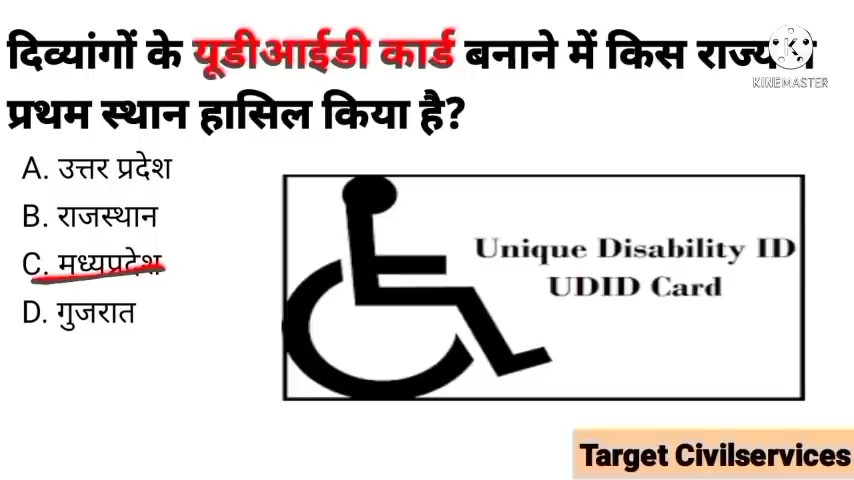 दिव्यांगों के यूडीआईडी कार्ड बनाने में किस राज्य
KINEMASTER
प्रथम स्थान हासिल किया है?
A. उत्तर प्रदेश
B. राजस्थान
C. मध्यप्रदेश
D. गुजरात
Unique Disability ID
UDID Card
Target Civilservices